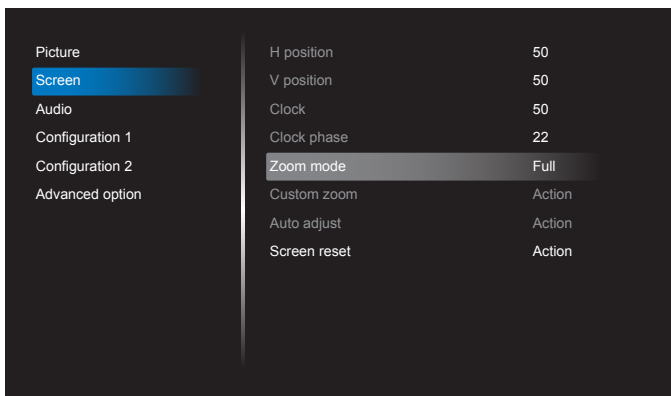 Picture
Screen
Audio
Configuration 1
Configuration 2
Advanced option
H position 50
V position 50
Clock 50
Clock phase 22
Zoom mode Full
Custom zoom Action
Auto adjust Action
Screen reset Action